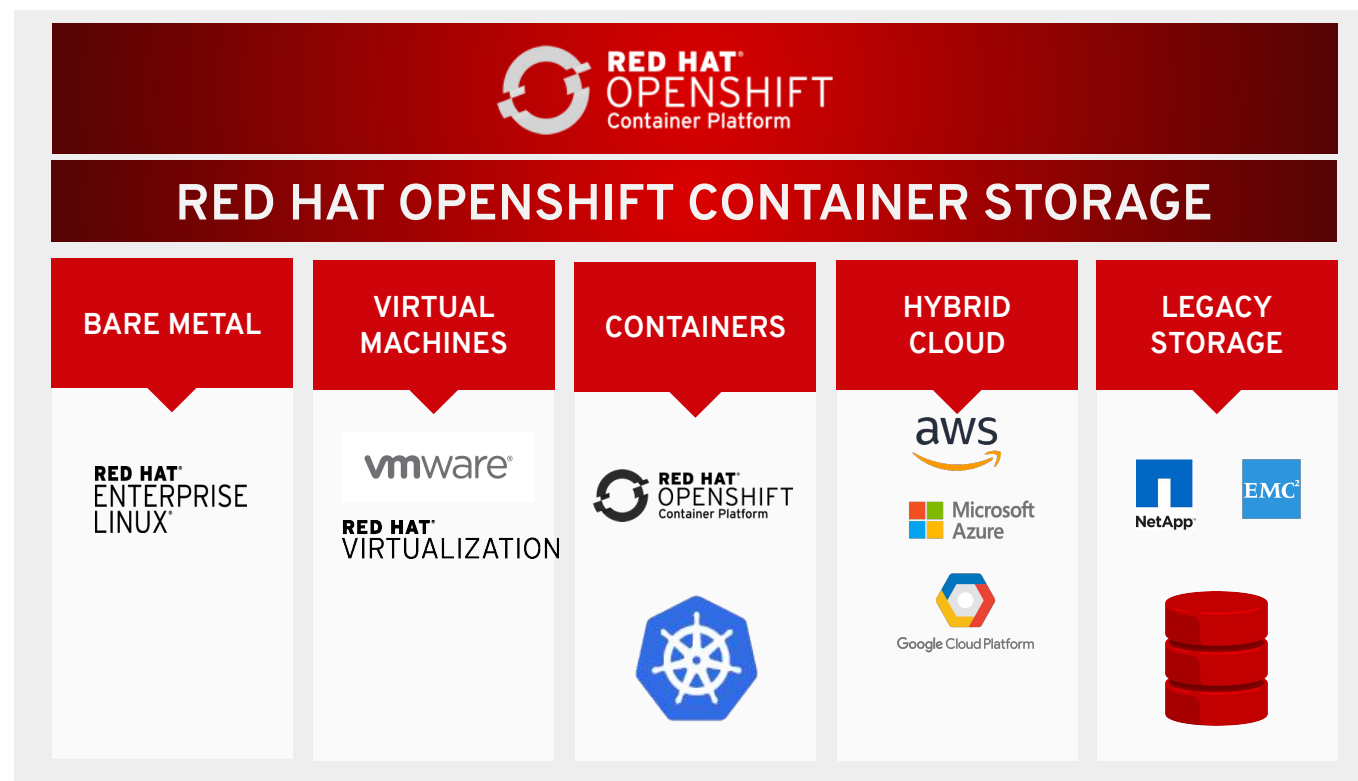 RED HAT®
OPENSHIFT
Container Platform
RED HAT OPENSHIFT CONTAINER STORAGE
BARE METAL
RED HAT®
ENTERPRISE
LINUX®
VIRTUAL
MACHINES
vmware®
RED HAT®
VIRTUALIZATION
CONTAINERS
RED HAT®
OPENSHIFT
Container Platform
HYBRID
CLOUD
aws
Microsoft
Azure
Google Cloud Platform
LEGACY
STORAGE
NetApp®
EMC²